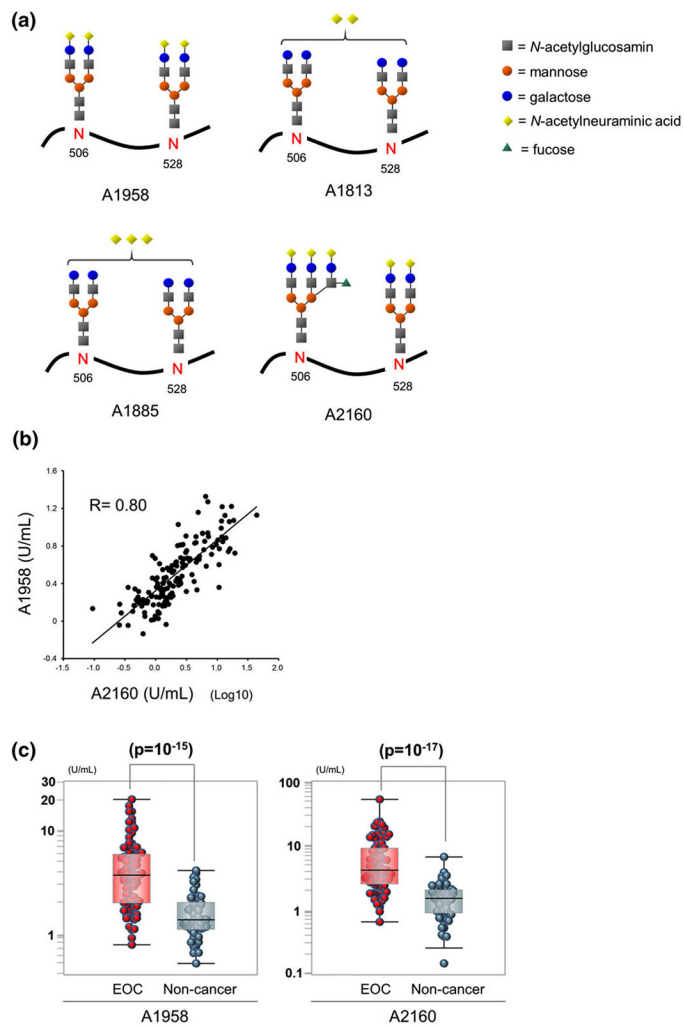 (a)
= N-acetylglucosamin
= mannose
= galactose
= N-acetylneuraminic acid
= fucose
N N
506 528
A1958
N N
506 528
A1813
N N
506 528
A1885
N N
506 528
A2160
(b)
1.6
1.2
0.8
0.4
0
-0.4
R= 0.80
A1958 (U/mL)
-1.5 -1.0 -0.5 0.0 0.5 1.0 1.5 2.0
A2160 (U/mL) (Log10)
(c)
(p=10-15)
(U/mL)
30
20
10
1
EOC Non-cancer
A1958
(p=10-17)
(U/mL)
100
10
1
0.1
EOC Non-cancer
A2160